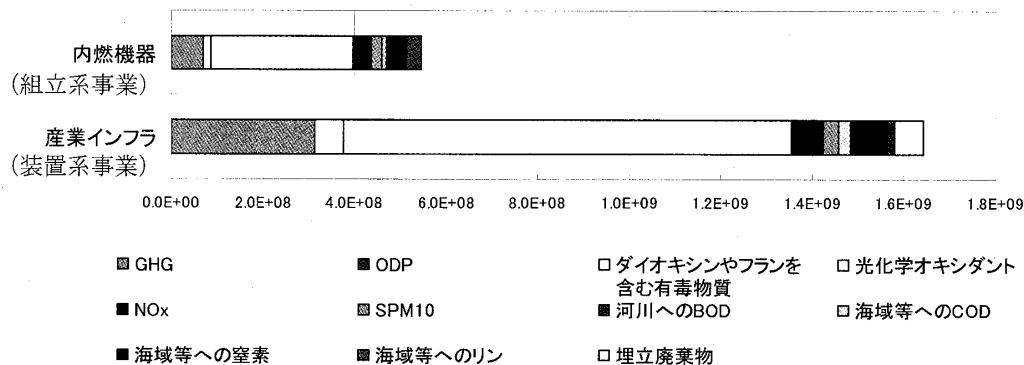 内燃機器
（組立系事業）
産業インフラ
（装置系事業）
0.0E+00 2.0E+08 4.0E+08 6.0E+08 8.0E+08 1.0E+09 1.2E+09 1.4E+09 1.6E+09 1.8E+09
GHG ODP ダイオキシンやフランを 光化学オキシダント
含む有毒物質
NOx SPM10 河川へのBOD 海域等へのCOD
海域等への窒素 海域等へのリン 埋立廃棄物